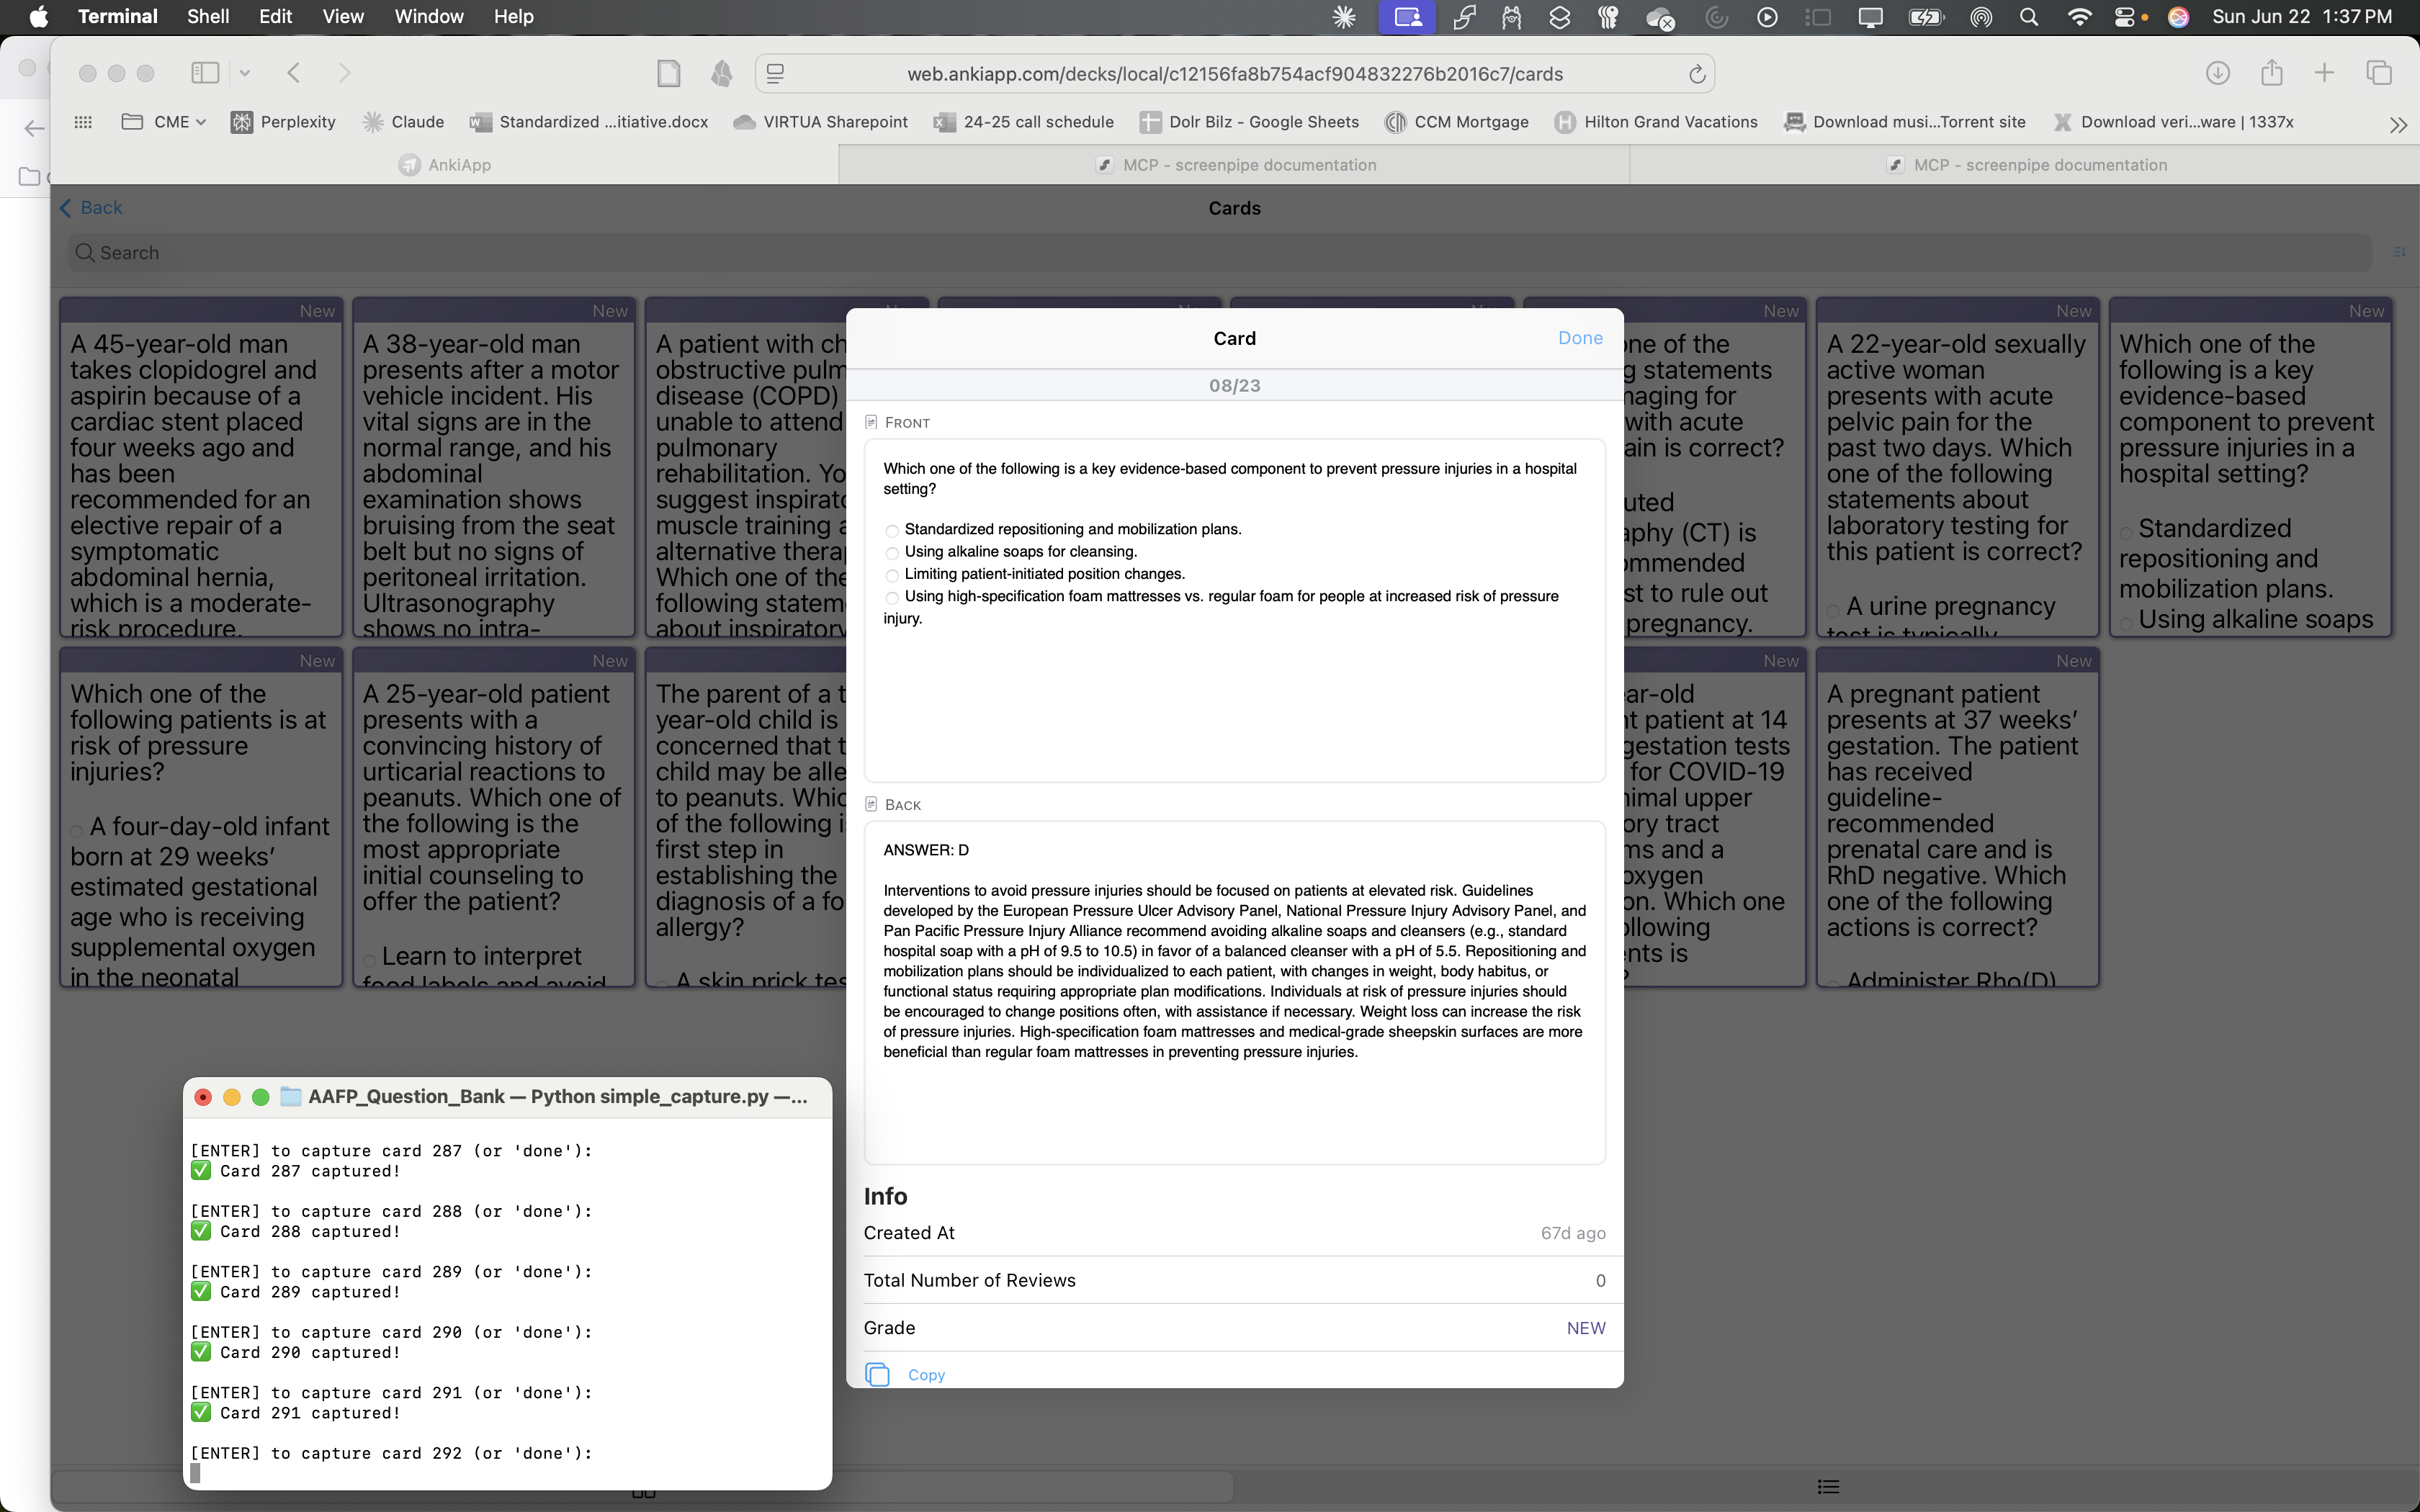 Terminal Shell Edit View Window Help
Sun Jun 22 1:37 PM
web.ankiapp.com/decks/local/c12156fa8b754acf904832276b2016c7/cards
CME Perplexity Claude Standardized ...itiative.docx VIRTUA Sharepoint 24-25 call schedule Dolr Bilz - Google Sheets CCM Mortgage Hilton Grand Vacations Download musi...Torrent site Download veri...ware | 1337x
AnkiApp MCP - screenpipe documentation MCP - screenpipe documentation
Back Cards
Search
New
A 45-year-old man
takes clopidogrel and
aspirin because of a
cardiac stent placed
four weeks ago and
has been
recommended for an
elective repair of a
symptomatic
abdominal hernia,
which is a moderate-
risk procedure.
New
A 38-year-old man
presents after a motor
vehicle incident. His
vital signs are in the
normal range, and his
abdominal
examination shows
bruising from the seat
belt but no signs of
peritoneal irritation.
Ultrasonography
shows no intra-
A patient with ch
obstructive pulm
disease (COPD)
unable to attend
pulmonary
rehabilitation. Yo
suggest inspirato
muscle training a
alternative thera
Which one of the
following statem
about inspiratory
New
one of the
g statements
maging for
with acute
ain is correct?
uted
aphy (CT) is
ommended
st to rule out
pregnancy.
New
A 22-year-old sexually
active woman
presents with acute
pelvic pain for the
past two days. Which
one of the following
statements about
laboratory testing for
this patient is correct?
A urine pregnancy
test is typically
New
Which one of the
following is a key
evidence-based
component to prevent
pressure injuries in a
hospital setting?
Standardized
repositioning and
mobilization plans.
Using alkaline soaps
New
Which one of the
following patients is at
risk of pressure
injuries?
A four-day-old infant
born at 29 weeks'
estimated gestational
age who is receiving
supplemental oxygen
in the neonatal
New
A 25-year-old patient
presents with a
convincing history of
urticarial reactions to
peanuts. Which one of
the following is the
most appropriate
initial counseling to
offer the patient?
Learn to interpret
food labels and avoid
The parent of a t
year-old child is
concerned that t
child may be alle
to peanuts. Whic
of the following i
first step in
establishing the
diagnosis of a fo
allergy?
A skin prick tes
New
ar-old
t patient at 14
gestation tests
for COVID-19
nimal upper
ory tract
ms and a
oxygen
on. Which one
ollowing
nts is
?
New
A pregnant patient
presents at 37 weeks'
gestation. The patient
has received
guideline-
recommended
prenatal care and is
RhD negative. Which
one of the following
actions is correct?
Administer Rho(D)
Card Done
08/23
FRONT
Which one of the following is a key evidence-based component to prevent pressure injuries in a hospital
setting?
Standardized repositioning and mobilization plans.
Using alkaline soaps for cleansing.
Limiting patient-initiated position changes.
Using high-specification foam mattresses vs. regular foam for people at increased risk of pressure
injury.
BACK
ANSWER: D
Interventions to avoid pressure injuries should be focused on patients at elevated risk. Guidelines
developed by the European Pressure Ulcer Advisory Panel, National Pressure Injury Advisory Panel, and
Pan Pacific Pressure Injury Alliance recommend avoiding alkaline soaps and cleansers (e.g., standard
hospital soap with a pH of 9.5 to 10.5) in favor of a balanced cleanser with a pH of 5.5. Repositioning and
mobilization plans should be individualized to each patient, with changes in weight, body habitus, or
functional status requiring appropriate plan modifications. Individuals at risk of pressure injuries should
be encouraged to change positions often, with assistance if necessary. Weight loss can increase the risk
of pressure injuries. High-specification foam mattresses and medical-grade sheepskin surfaces are more
beneficial than regular foam mattresses in preventing pressure injuries.
Info
Created At 67d ago
Total Number of Reviews 0
Grade NEW
Copy
AAFP_Question_Bank — Python simple_capture.py —...
[ENTER] to capture card 287 (or 'done'):
✅ Card 287 captured!
[ENTER] to capture card 288 (or 'done'):
✅ Card 288 captured!
[ENTER] to capture card 289 (or 'done'):
✅ Card 289 captured!
[ENTER] to capture card 290 (or 'done'):
✅ Card 290 captured!
[ENTER] to capture card 291 (or 'done'):
✅ Card 291 captured!
[ENTER] to capture card 292 (or 'done'):